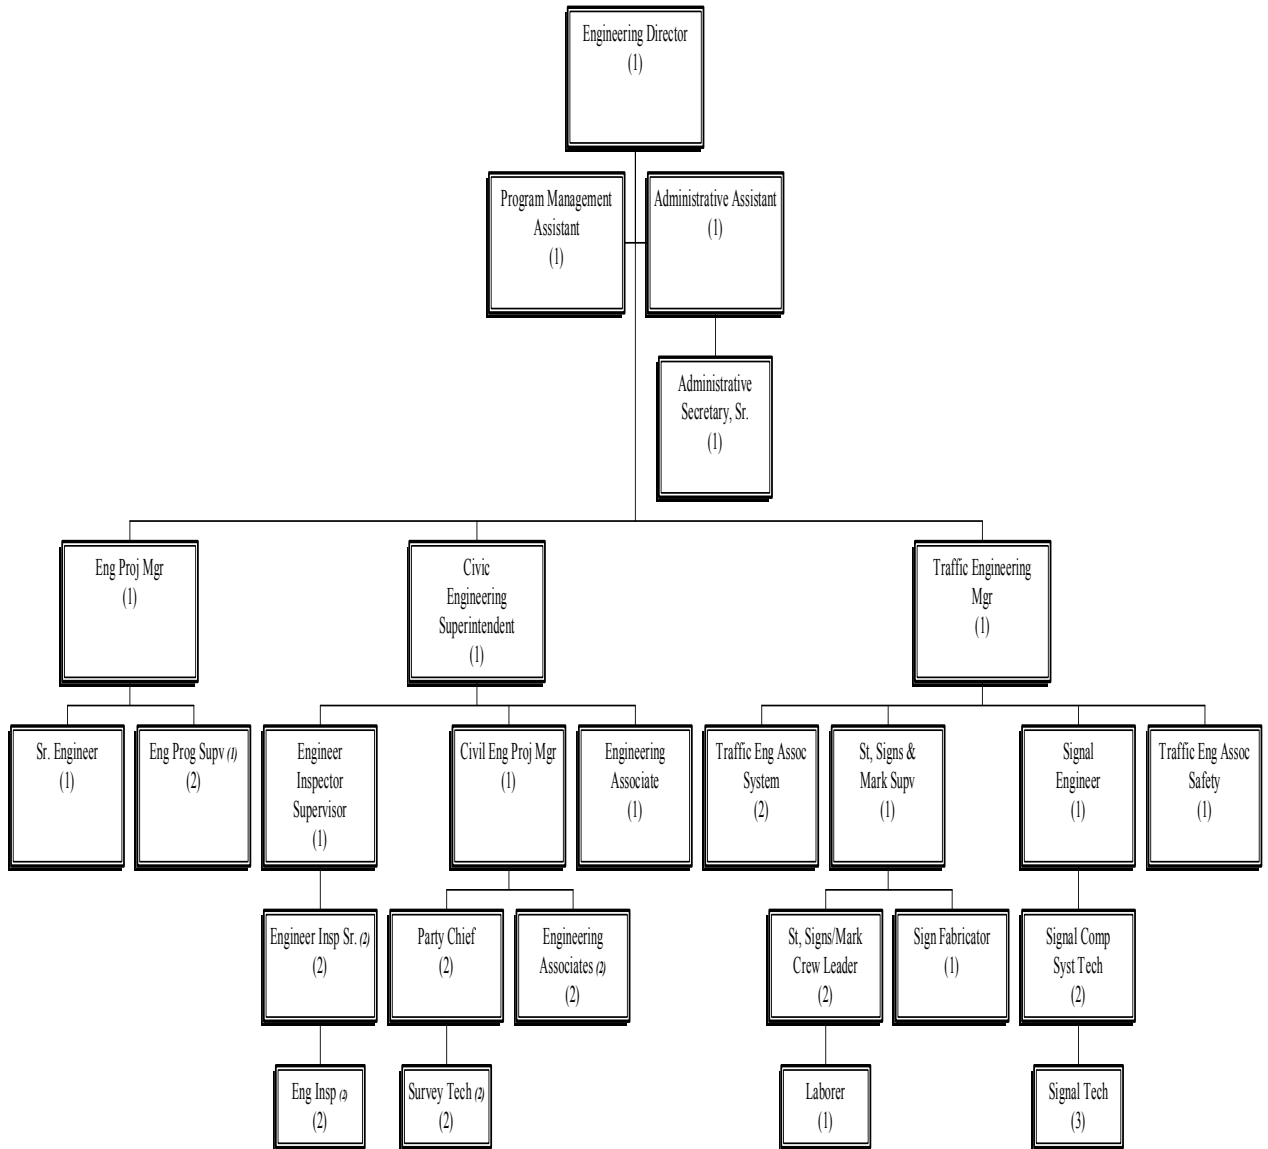 Engineering Director
(1)
Program Management
Assistant
(1)
Administrative Assistant
(1)
Administrative
Secretary, Sr.
(1)
Eng Proj Mgr
(1)
Civic
Engineering
Superintendent
(1)
Traffic Engineering
Mgr
(1)
Sr. Engineer
(1)
Eng Prog Supv (1)
(2)
Engineer
Inspector
Supervisor
(1)
Civil Eng Proj Mgr
(1)
Engineering
Associate
(1)
Traffic Eng Assoc
System
(2)
St, Signs &
Mark Supv
(1)
Signal
Engineer
(1)
Traffic Eng Assoc
Safety
(1)
Engineer Insp Sr. (2)
(2)
Party Chief
(2)
Engineering
Associates (2)
(2)
St, Signs/Mark
Crew Leader
(2)
Sign Fabricator
(1)
Signal Comp
Syst Tech
(2)
Eng Insp (2)
(2)
Survey Tech (2)
(2)
Laborer
(1)
Signal Tech
(3)